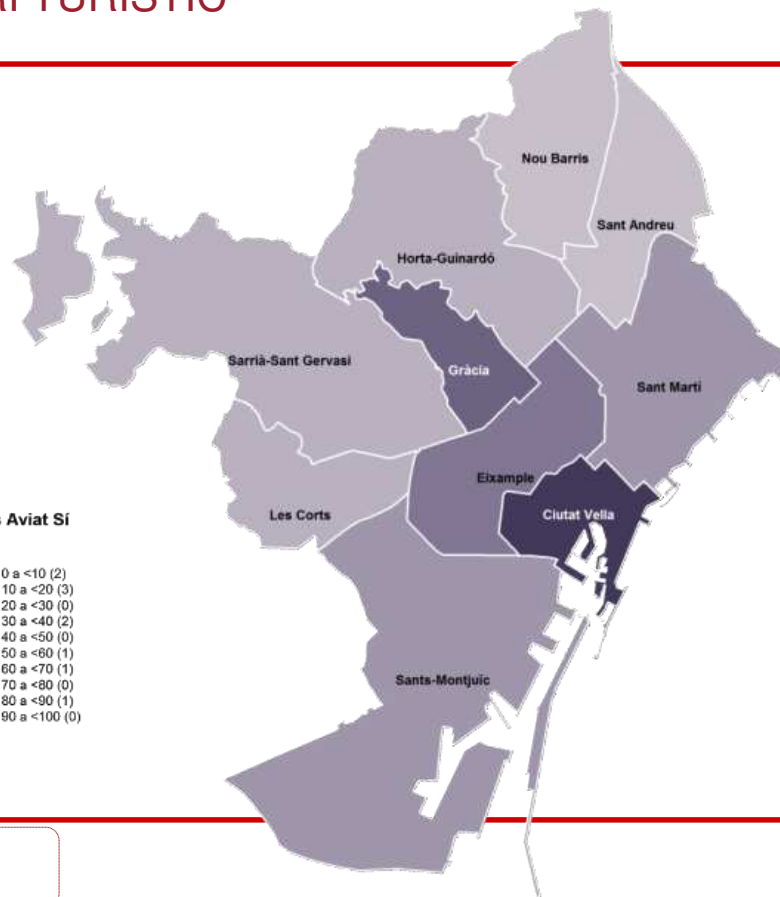 TURÍSTIC
Nou Barris
Sant Andreu
Horta-Guinardó
Sarrià-Sant Gervasi
Gràcia
Sant Martí
Eixample
Aviat Sí
Les Corts
Ciutat Vella
0 a <10 (2)
10 a <20 (3)
20 a <30 (0)
30 a <40 (2)
40 a <50 (0)
50 a <60 (1)
60 a <70 (1)
70 a <80 (0)
80 a <90 (1)
90 a <100 (0)
Sants-Montjuïc